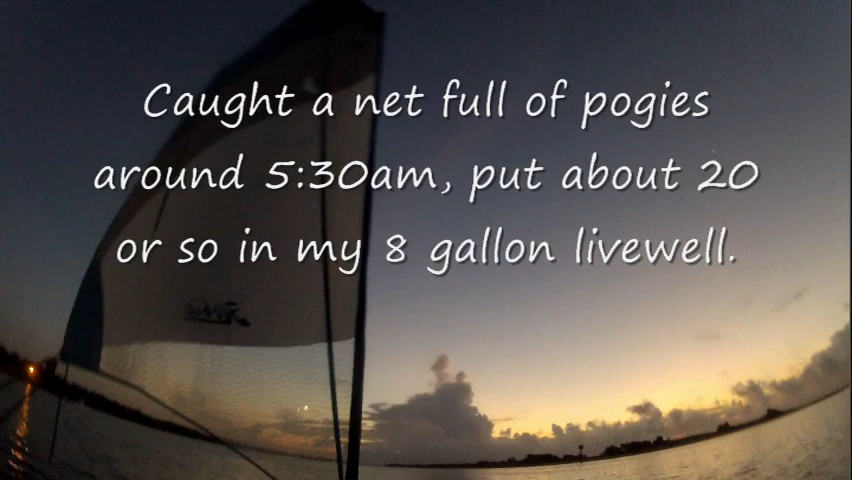 Caught a net full of pogies
around 5:30am, put about 20
or so in my 8 gallon livewell.